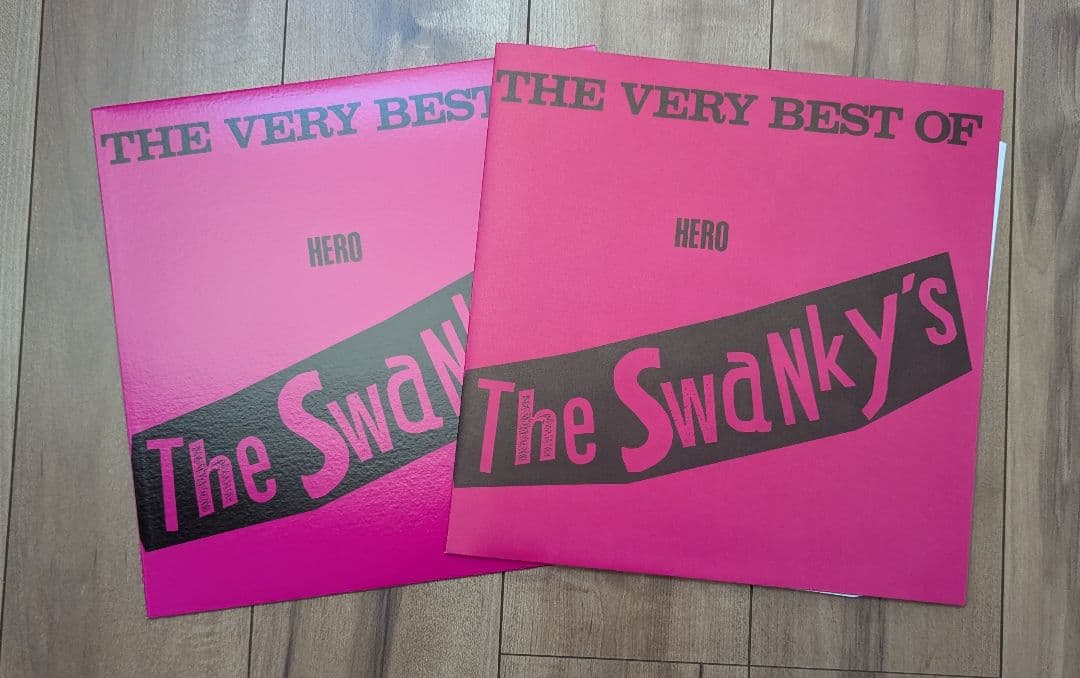 THE VERY BEST
HERO
The Swan
THE VERY BEST OF
HERO
The Swanky's